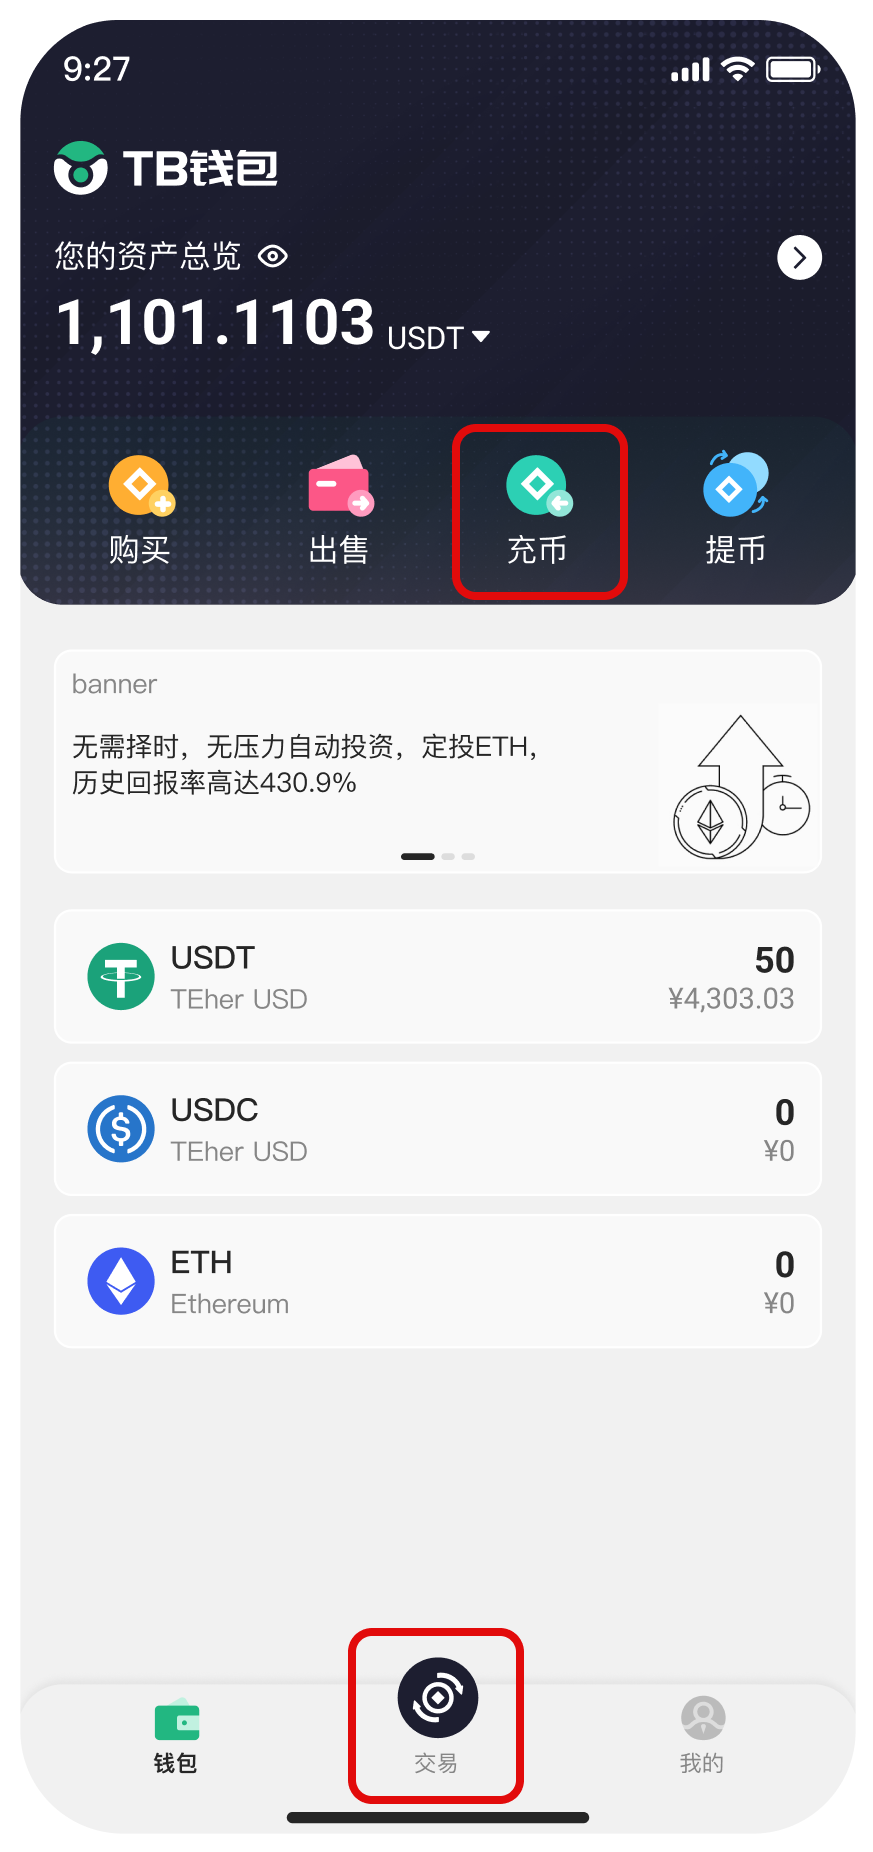 9:27
TB钱包
您的资产总览
1,101.1103 USDT
购买 出售 充币 提币
banner
无需择时，无压力自动投资，定投ETH，
历史回报率高达430.9%
USDT 50
TEher USD ¥4,303.03
USDC 0
TEher USD ¥0
ETH 0
Ethereum ¥0
钱包 交易 我的